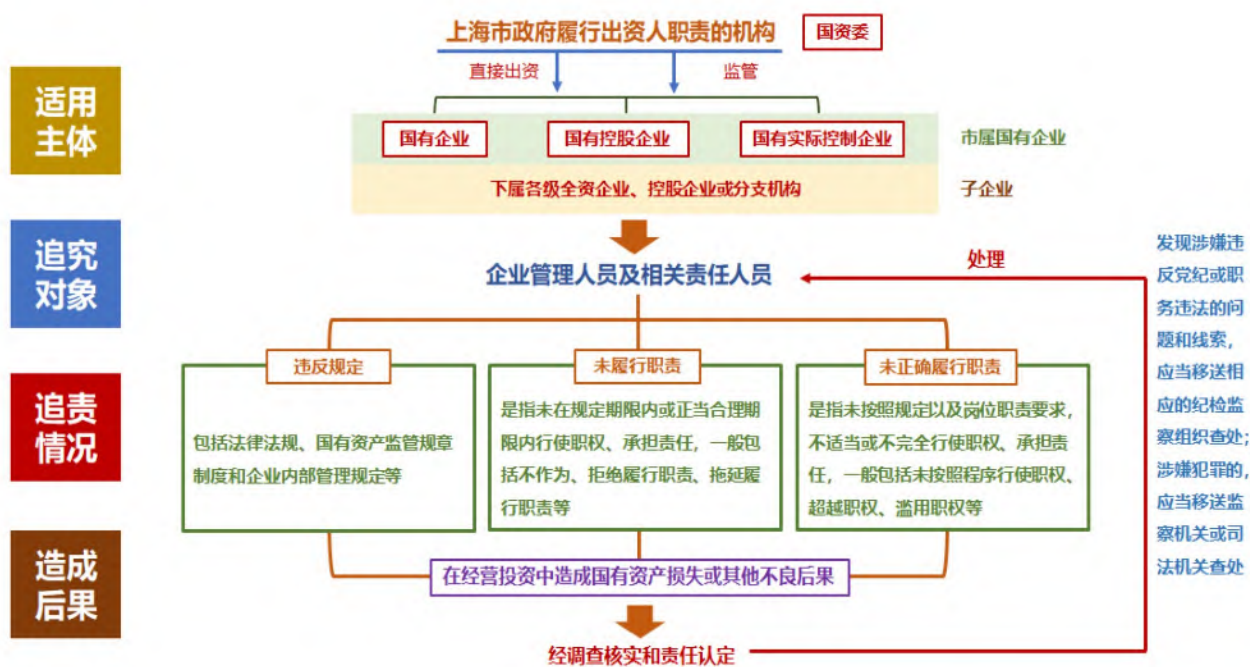 上海市政府履行出资人职责的机构
国资委
直接出资
监管
适用
主体
国有企业
国有控股企业
国有实际控制企业
市属国有企业
下属各级全资企业、控股企业或分支机构
子企业
追究
对象
企业管理人员及相关责任人员
处理
发现涉嫌违
反党纪或职
务违法的问
题和线索，
应当移送相
应的纪检监
察组织查处；
涉嫌犯罪的，
应当移送监
察机关或司
法机关查处
追责
情况
违反规定
包括法律法规、国有资产监管规章
制度和企业内部管理规定等
未履行职责
是指未在规定期限内或正当合理期
限内行使职权、承担责任，一般包
括不作为、拒绝履行职责、拖延履
行职责等
未正确履行职责
是指未按照规定以及岗位职责要求，
不适当或不完全行使职权、承担责
任，一般包括未按照程序行使职权、
超越职权、滥用职权等
造成
后果
在经营投资中造成国有资产损失或其他不良后果
经调查核实和责任认定